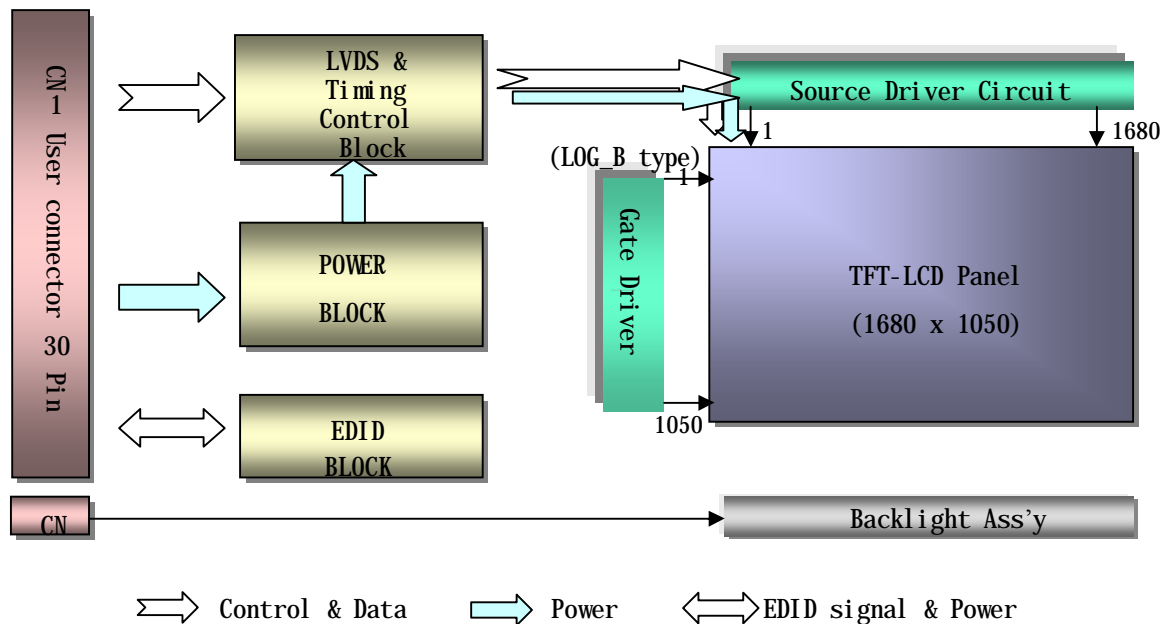 CN1 User connector 30 Pin
LVDS &
Timing
Control
Block
Source Driver Circuit
1
1680
(LOG_B type)
1
Gate Driver
1050
POWER
BLOCK
TFT-LCD Panel
(1680 x 1050)
EDID
BLOCK
CN
Backlight Ass'y
Control & Data
Power
EDID signal & Power